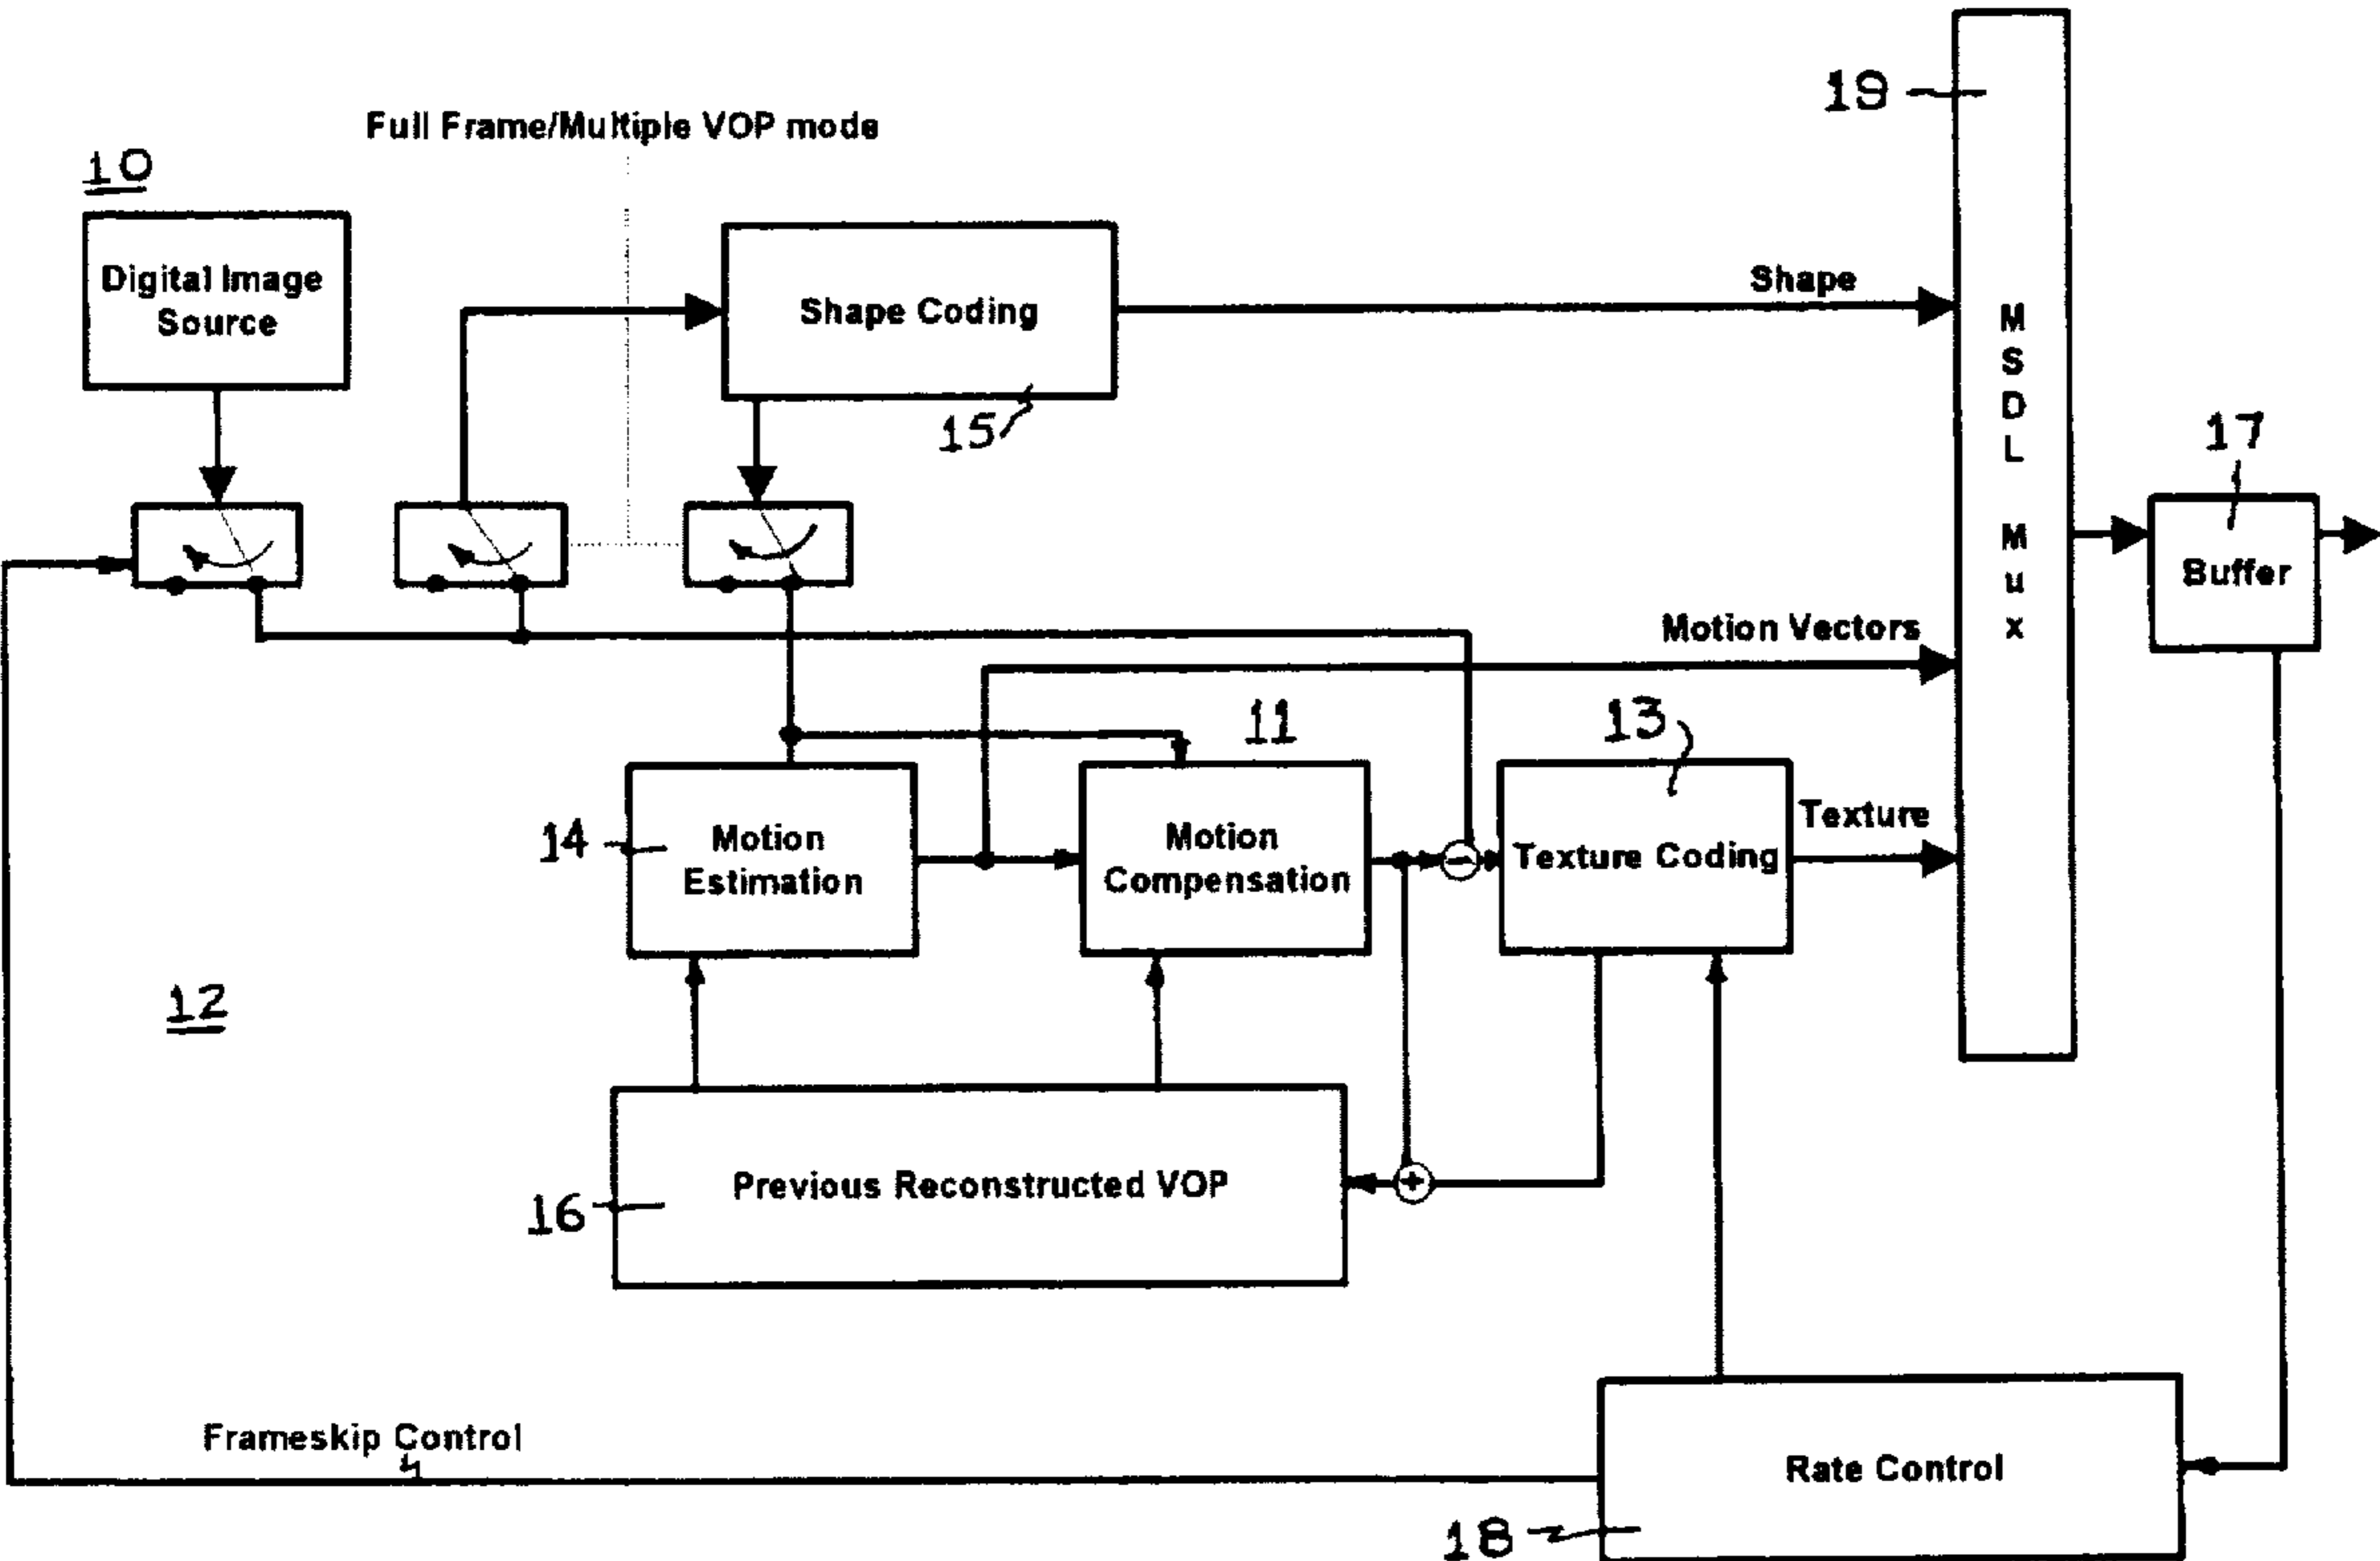 19
Full Frame/Multiple VOP mode
10
Digital Image
Source
Shape Coding
Shape
15
M
S
D
L
M
u
x
17
Buffer
Motion Vectors
11
13
14
Motion
Estimation
Motion
Compensation
−
Texture Coding
Texture
12
16
Previous Reconstructed VOP
+
Frameskip Control
Rate Control
18